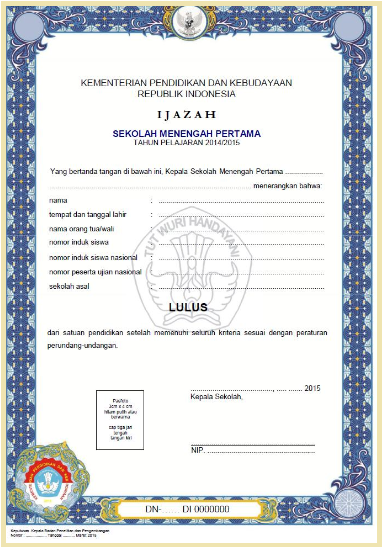 KEMENTERIAN PENDIDIKAN DAN KEBUDAYAAN
REPUBLIK INDONESIA
IJAZAH
SEKOLAH MENENGAH PERTAMA
TAHUN PELAJARAN 2014/2015
Yang bertanda tangan di bawah ini, Kepala Sekolah Menengah Pertama ....................
............................................................ menerangkan bahwa:
nama : ............................................................
tempat dan tanggal lahir : ............................................................
nama orang tua/wali : ............................................................
nomor induk siswa : ............................................................
nomor induk siswa nasional : ............................................................
nomor peserta ujian nasional : ............................................................
sekolah asal : ............................................................
TUT WURI HANDAYANI
LULUS
dari satuan pendidikan setelah memenuhi seluruh kriteria sesuai dengan peraturan
perundang-undangan.
........................., ..... ......... 2015
Kepala Sekolah,
Pasfoto
3cm x 4 cm
hitam putih atau
berwarna
cap tiga jari
tengah
tangan kiri
NIP.
DN- ...... DI 0000000
Keputusan Kepala Badan Penelitian dan Pengembangan
Nomor .................. Tanggal ......... Maret 2015